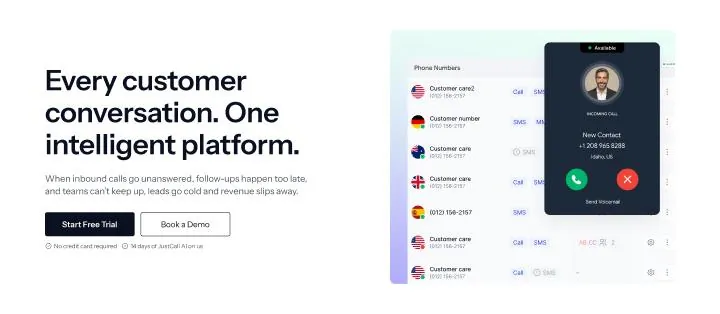 Every customer
conversation. One
intelligent platform.
When inbound calls go unanswered, follow-ups happen too late,
and teams can't keep up, leads go cold and revenue slips away.
Start Free Trial
Book a Demo
No credit card required
14 days of JustCall AI on us
Available
INCOMING CALL
New Contact
+1 208 965 8288
Idaho, US
Send Voicemail
Phone Numbers
Customer care2
(012) 156-2157
Call SMS
Customer number
(012) 156-2157
SMS
Customer care
(012) 156-2157
SMS
Customer care
(012) 156-2157
Call SMS
(012) 156-2157
SMS
Customer care
(012) 156-2157
Call SMS
AB CC 2
Customer care
(012) 156-2157
Call SMS
-